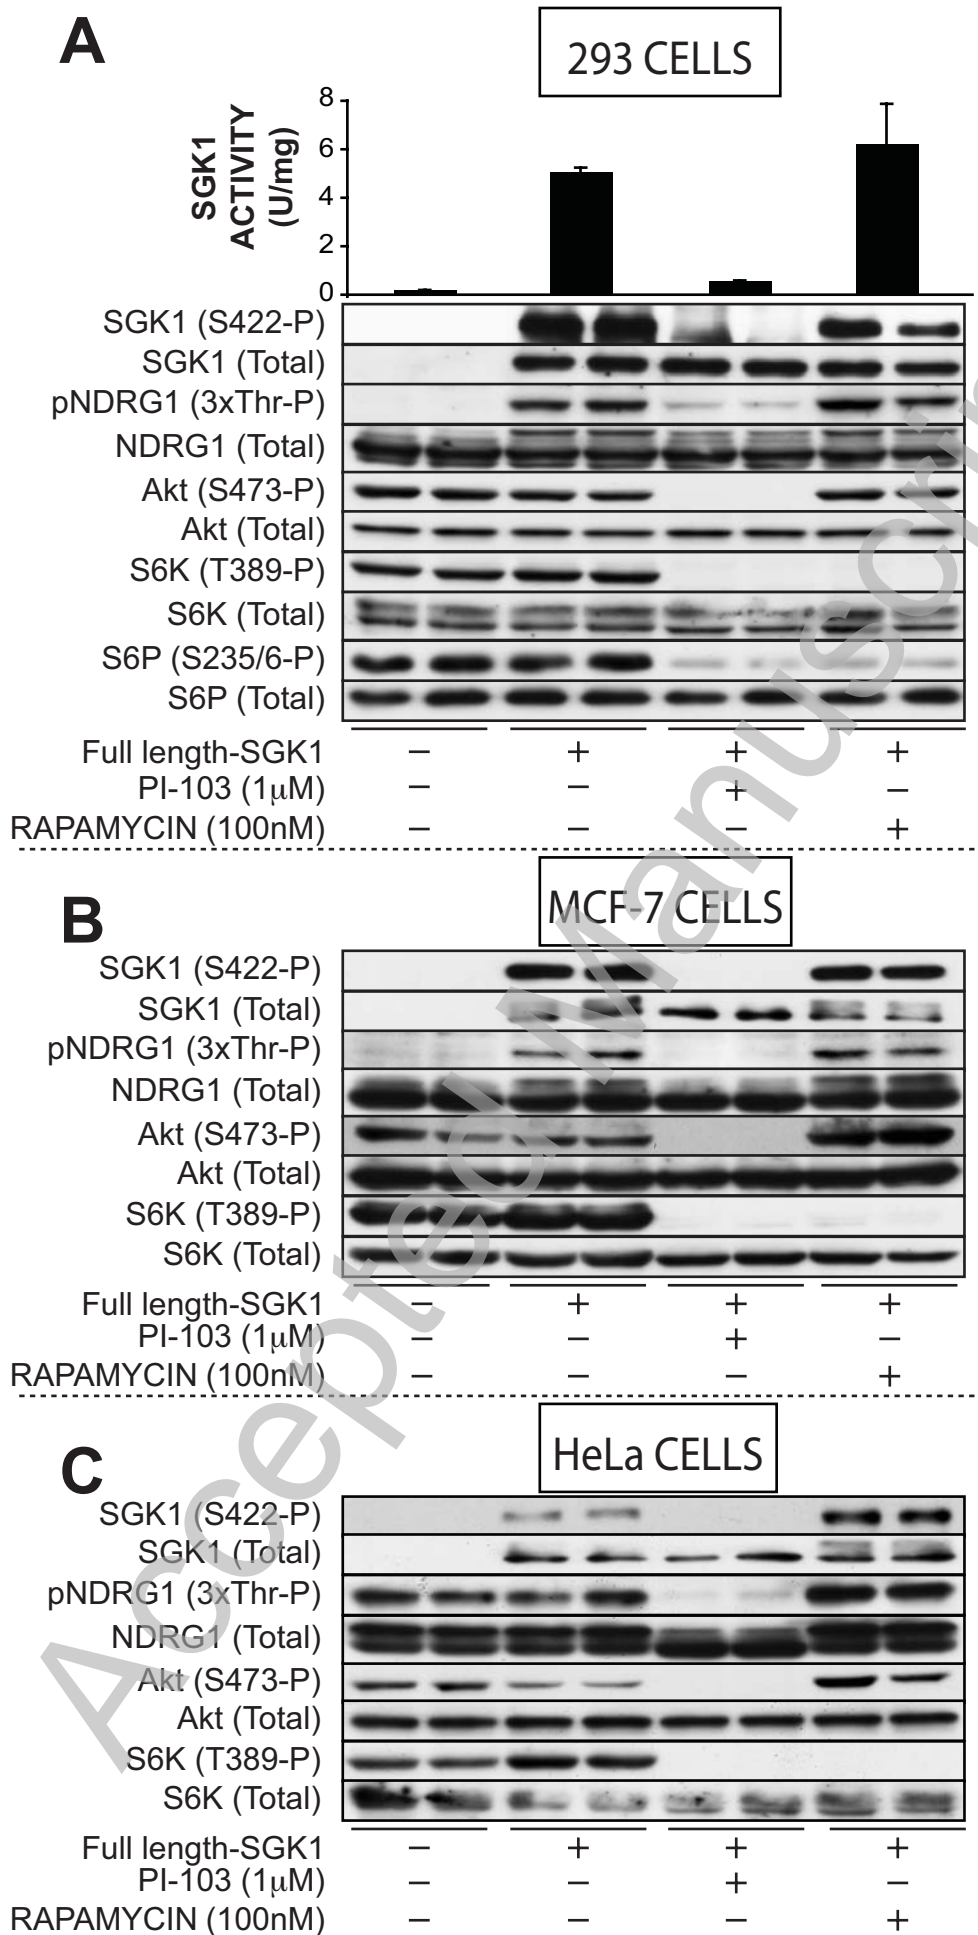 A
293 CELLS
SGK1
ACTIVITY
(U/mg)
8
6
4
2
0
SGK1 (S422-P)
SGK1 (Total)
pNDRG1 (3xThr-P)
NDRG1 (Total)
Akt (S473-P)
Akt (Total)
S6K (T389-P)
S6K (Total)
S6P (S235/6-P)
S6P (Total)
Full length-SGK1 – + + +
PI-103 (1μM) – – + –
RAPAMYCIN (100nM) – – – +
B
MCF-7 CELLS
SGK1 (S422-P)
SGK1 (Total)
pNDRG1 (3xThr-P)
NDRG1 (Total)
Akt (S473-P)
Akt (Total)
S6K (T389-P)
S6K (Total)
Full length-SGK1 – + + +
PI-103 (1μM) – – + –
RAPAMYCIN (100nM) – – – +
C
HeLa CELLS
SGK1 (S422-P)
SGK1 (Total)
pNDRG1 (3xThr-P)
NDRG1 (Total)
Akt (S473-P)
Akt (Total)
S6K (T389-P)
S6K (Total)
Full length-SGK1 – + + +
PI-103 (1μM) – – + –
RAPAMYCIN (100nM) – – – +
Accepted